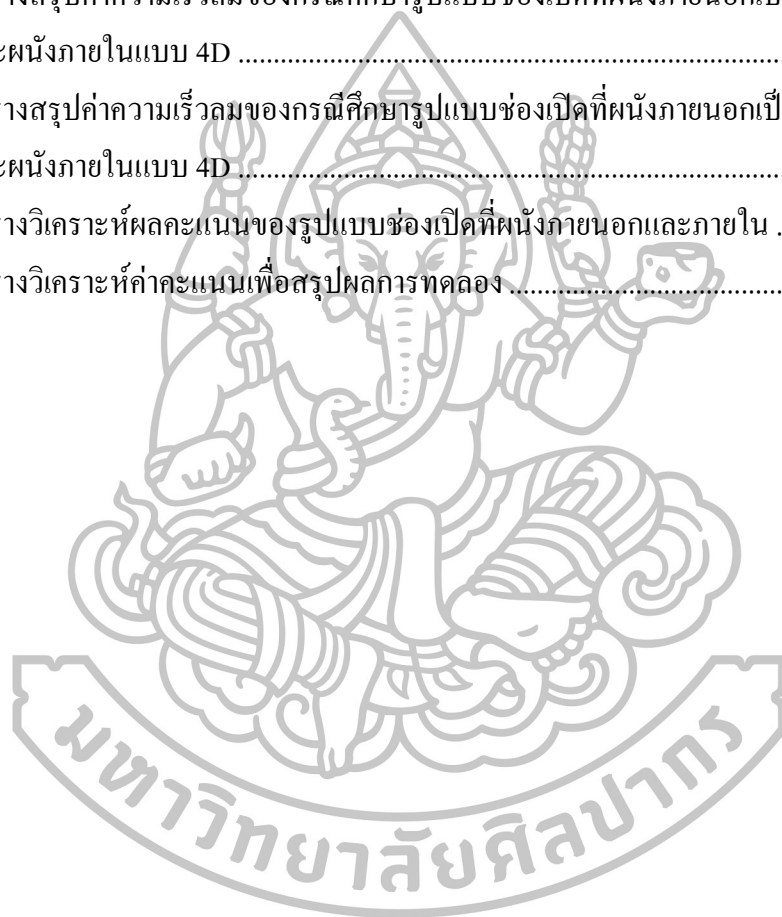 างสรุปค่าความเร็วลมของกรณีศึกษารูปแบบช่องเปิดที่ผนังภายนอกเป็
ะผนังภายในแบบ 4D
างสรุปค่าความเร็วลมของกรณีศึกษารูปแบบช่องเปิดที่ผนังภายนอกเป็
ะผนังภายในแบบ 4D
างวิเคราะห์ผลคะแนนของรูปแบบช่องเปิดที่ผนังภายนอกและภายใน
างวิเคราะห์ค่าคะแนนเพื่อสรุปผลการทดลอง
มหาวิทยาลัยศิลปากร